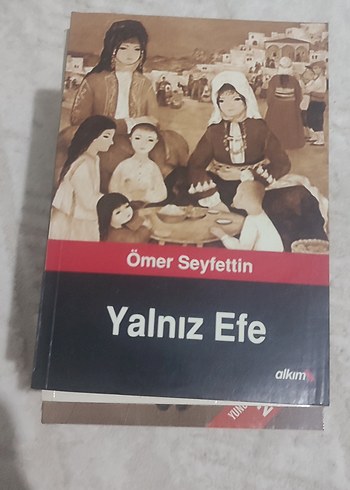 Ömer Seyfettin
Yalnız Efe
alkım